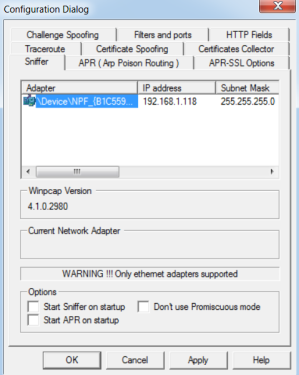 Configuration Dialog
Challenge Spoofing Filters and ports HTTP Fields
Traceroute Certificate Spoofing Certificates Collector
Sniffer APR ( Arp Poison Routing ) APR-SSL Options
Adapter IP address Subnet Mask
\Device\NPF_{B1C559... 192.168.1.118 255.255.255.0
Winpcap Version
4.1.0.2980
Current Network Adapter
WARNING !!! Only ethernet adapters supported
Options
Start Sniffer on startup Don't use Promiscuous mode
Start APR on startup
OK Cancel Apply Help